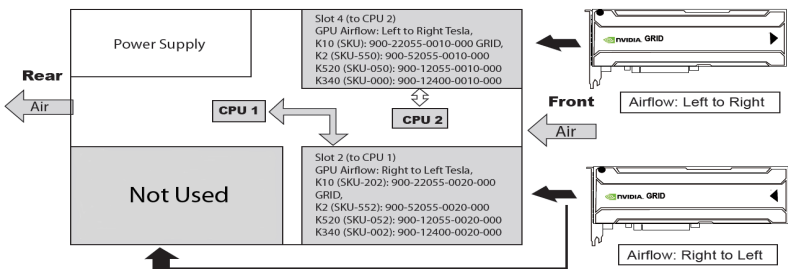 Power Supply
Rear
Air
CPU 1
Not Used
Slot 4 (to CPU 2)
GPU Airflow: Left to Right Tesla,
K10 (SKU): 900-22055-0010-000 GRID,
K2 (SKU-550): 900-52055-0010-000
K520 (SKU-050): 900-12055-0010-000
K340 (SKU-000): 900-12400-0010-000
CPU 2
Slot 2 (to CPU 1)
GPU Airflow: Right to Left Tesla,
K10 (SKU-202): 900-22055-0020-000
GRID,
K2 (SKU-552): 900-52055-0020-000
K520 (SKU-052): 900-12055-0020-000
K340 (SKU-002): 900-12400-0020-000
Front
Air
NVIDIA. GRID
Airflow: Left to Right
NVIDIA. GRID
Airflow: Right to Left